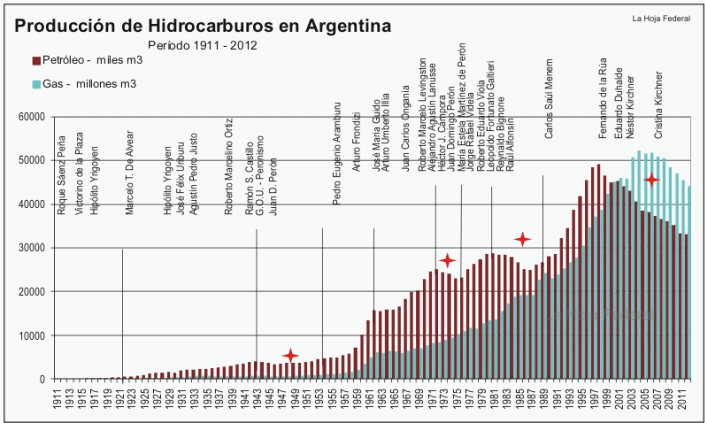 Producción de Hidrocarburos en Argentina
La Hoja Federal
Período 1911 - 2012
Petróleo - miles m3
Gas - millones m3
Roque Sáenz Peña
Victorino de la Plaza
Hipólito Yrigoyen
Marcelo T. De Alvear
Hipólito Yrigoyen
José Félix Uriburu
Agustín Pedro Justo
Roberto Marcelino Ortiz
Ramón S. Castillo
G.O.U. - Peronismo
Juan D. Perón
Pedro Eugenio Aramburu
Arturo Frondizi
José María Guido
Arturo Umberto Illia
Juan Carlos Onganía
Roberto Marcelo Levingston
Alejandro Agustín Lanusse
Héctor J. Cámpora
Juan Domingo Perón
María Estela Martínez de Perón
Jorge Rafael Videla
Roberto Eduardo Viola
Leopoldo Fortunato Galtieri
Reynaldo Bignone
Raúl Alfonsín
Carlos Saúl Menem
Fernando de la Rúa
Eduardo Duhalde
Néstor Kirchner
Cristina Kirchner
60000
50000
40000
30000
20000
10000
0
1911 1913 1915 1917 1919 1921 1923 1925 1927 1929 1931 1933 1935 1937 1939 1941 1943 1945 1947 1949 1951 1953 1955 1957 1959 1961 1963 1965 1967 1969 1971 1973 1975 1977 1979 1981 1983 1985 1987 1989 1991 1993 1995 1997 1999 2001 2003 2005 2007 2009 2011